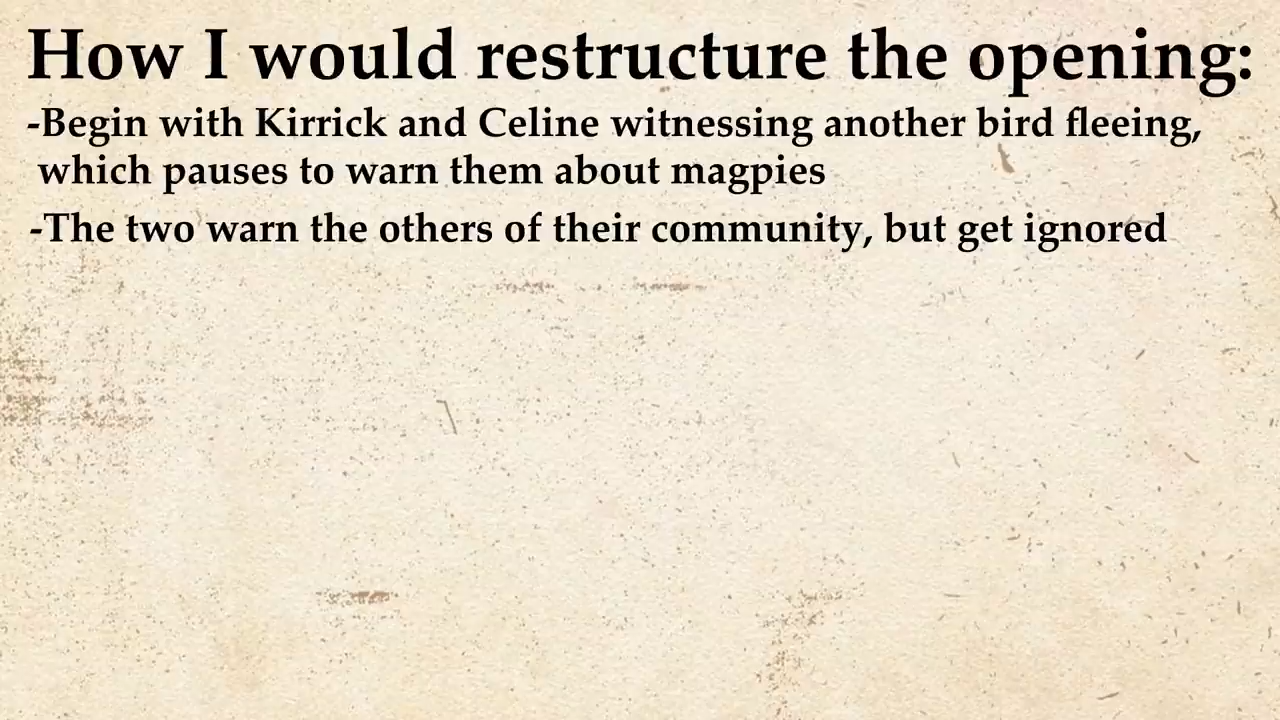 How I would restructure the opening:
-Begin with Kirrick and Celine witnessing another bird fleeing,
which pauses to warn them about magpies
-The two warn the others of their community, but get ignored